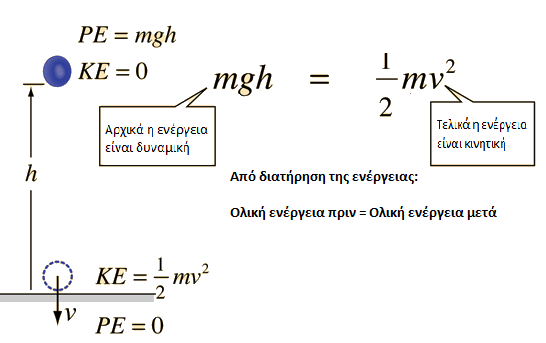 PE = mgh
KE = 0
mgh = 1/2 mv²
Αρχικά η ενέργεια
είναι δυναμική
Τελικά η ενέργεια
είναι κινητική
h
Από διατήρηση της ενέργειας:
Ολική ενέργεια πριν = Ολική ενέργεια μετά
KE = 1/2 mv²
v
PE = 0